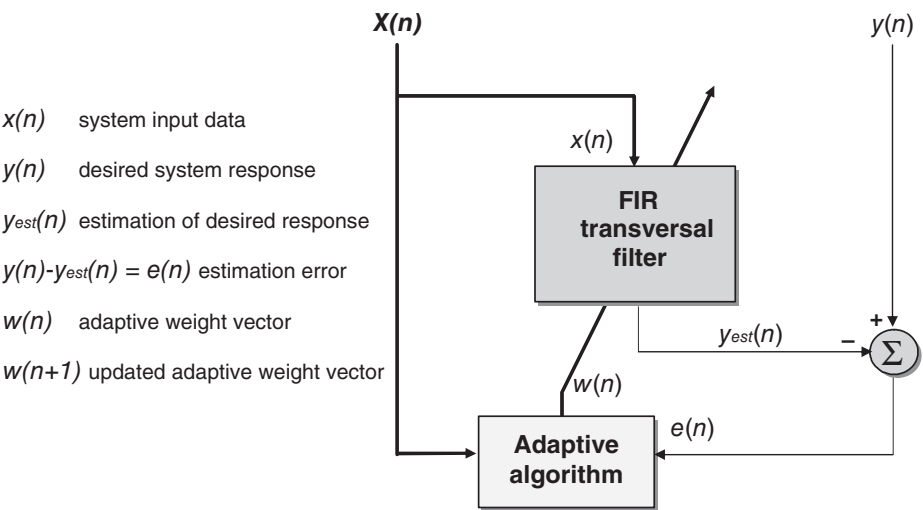 X(n)
y(n)
x(n) system input data
y(n) desired system response
yest(n) estimation of desired response
y(n)-yest(n) = e(n) estimation error
w(n) adaptive weight vector
w(n+1) updated adaptive weight vector
x(n)
FIR
transversal
filter
+
yest(n)
–
Σ
w(n)
e(n)
Adaptive
algorithm